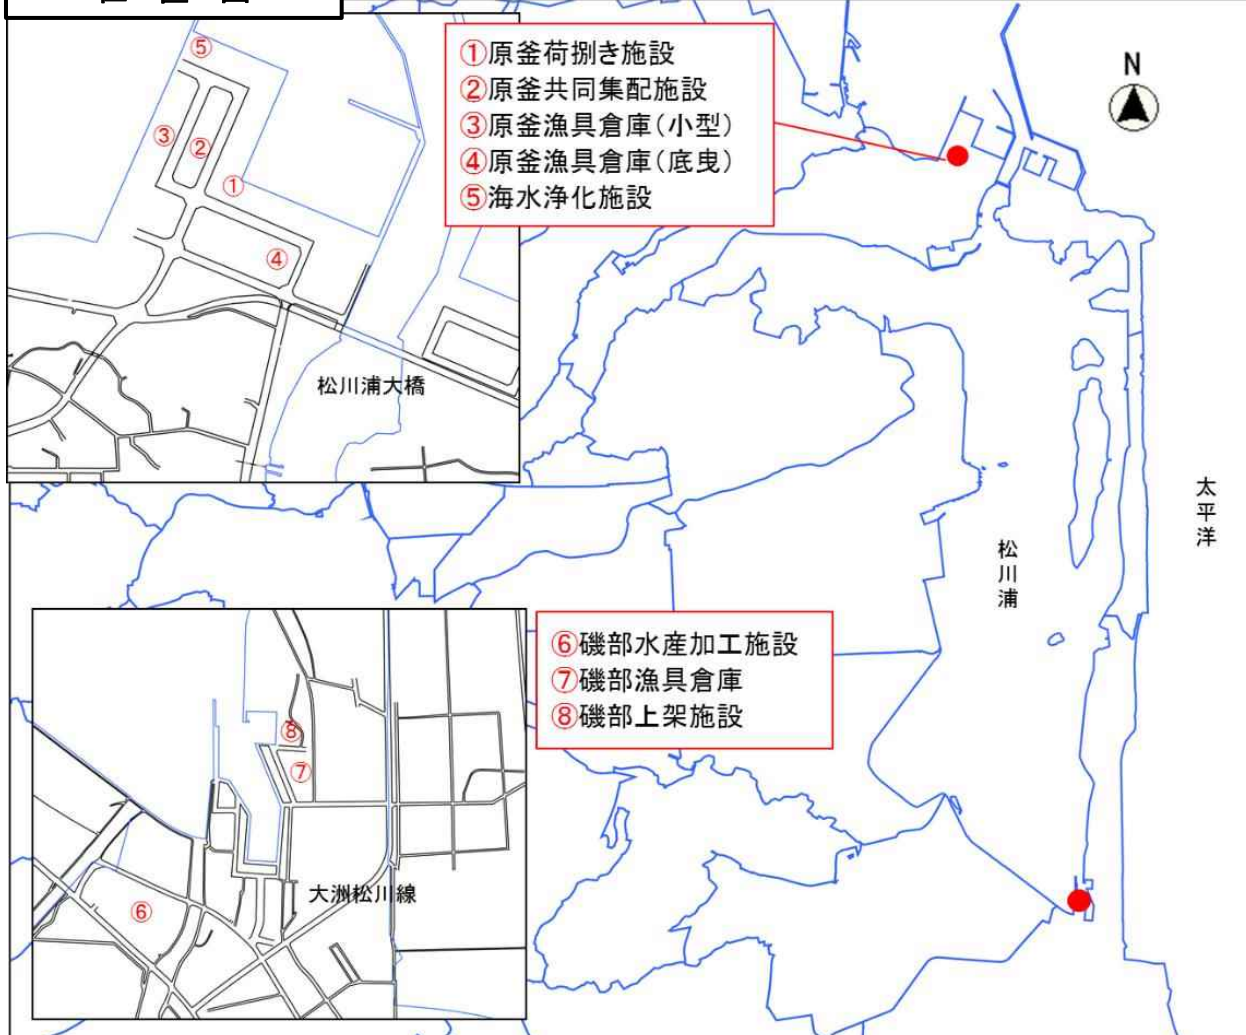 ①原釜荷捌き施設
②原釜共同集配施設
③原釜漁具倉庫(小型)
④原釜漁具倉庫(底曳)
⑤海水浄化施設
N
⑤
③
②
①
④
松川浦大橋
太平洋
松川浦
⑥磯部水産加工施設
⑦磯部漁具倉庫
⑧磯部上架施設
⑧
⑦
大洲松川線
⑥